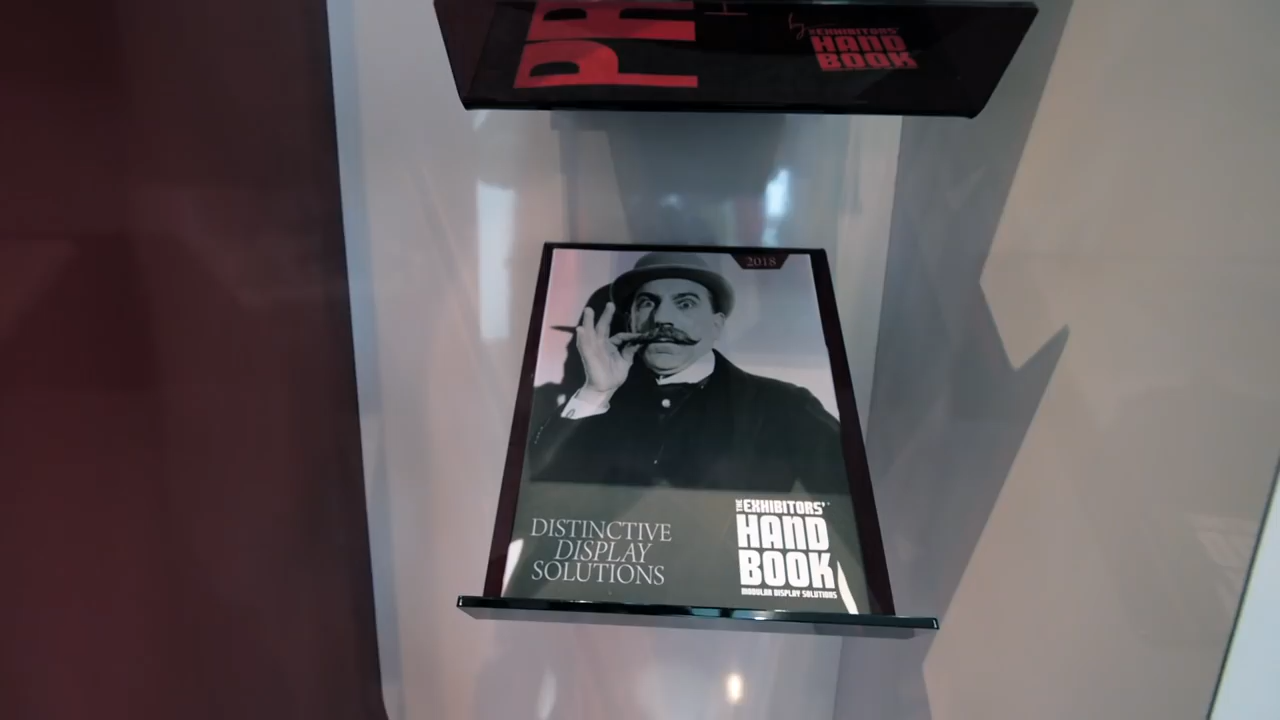 PR
by THE EXHIBITORS'
HAND
BOOK
2018
DISTINCTIVE
DISPLAY
SOLUTIONS
THE EXHIBITORS'
HAND
BOOK
MODULAR DISPLAY SOLUTIONS